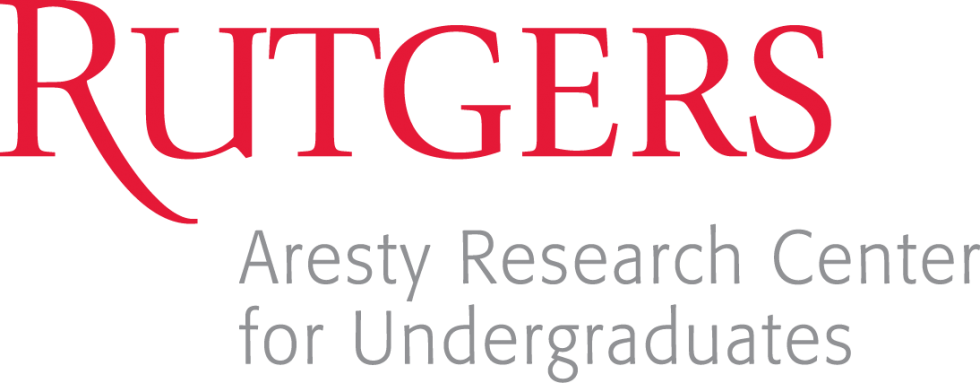 RUTGERS
Aresty Research Center
for Undergraduates